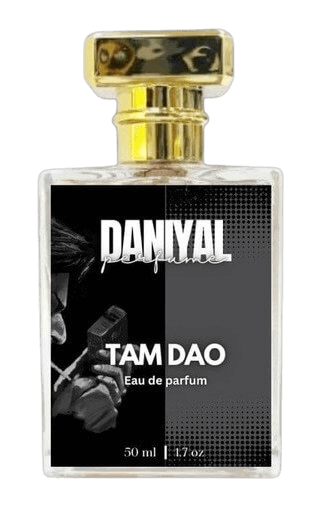 DANIYAL
perfume
TAM DAO
Eau de parfum
50 ml | 1.7 oz